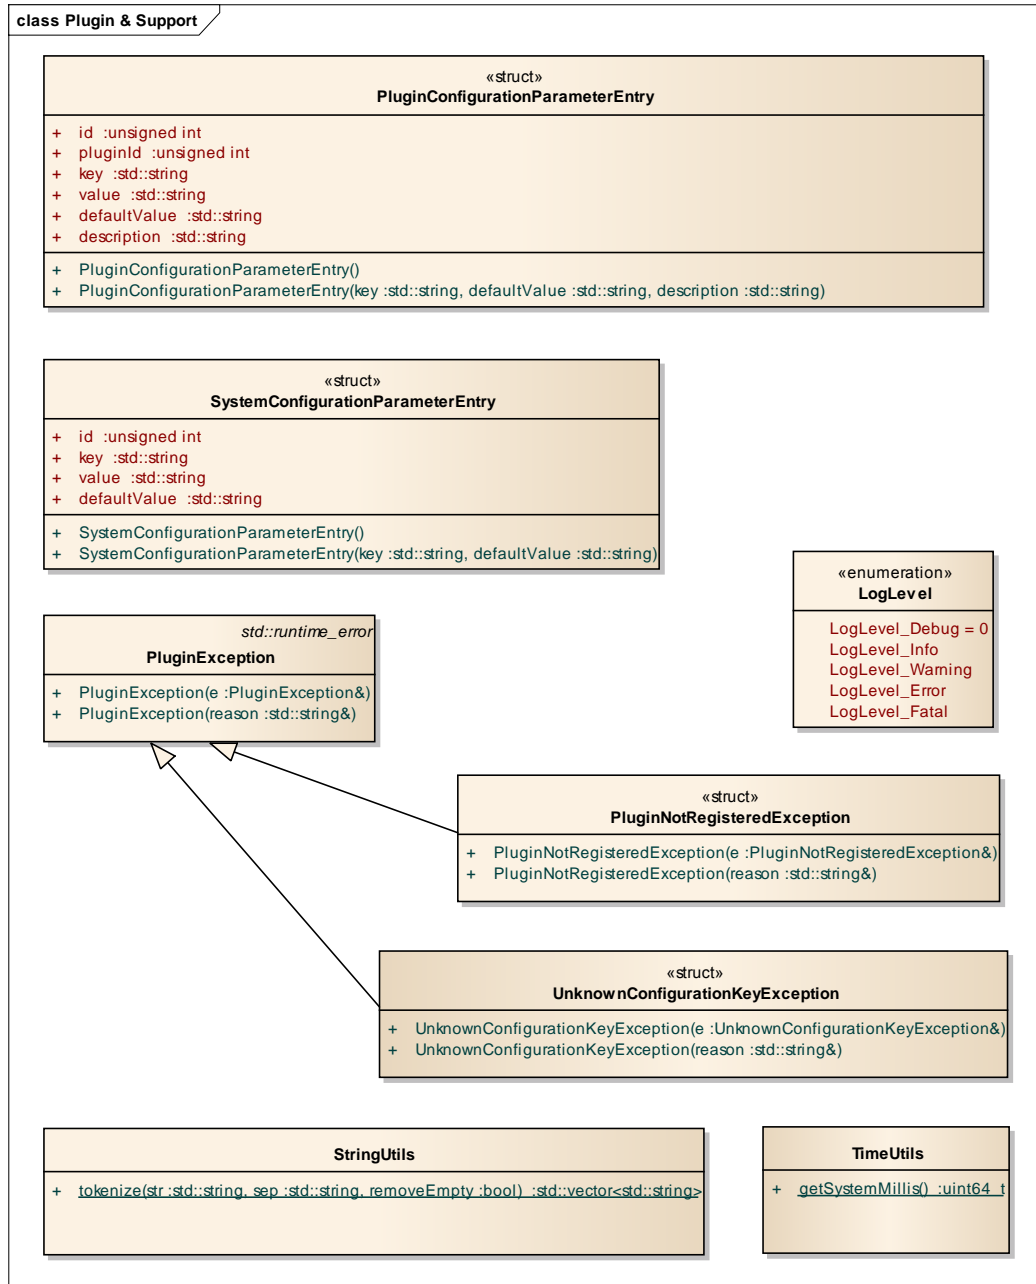 class Plugin & Support
«struct»
PluginConfigurationParameterEntry
+ id :unsigned int
+ pluginId :unsigned int
+ key :std::string
+ value :std::string
+ defaultValue :std::string
+ description :std::string
+ PluginConfigurationParameterEntry()
+ PluginConfigurationParameterEntry(key :std::string, defaultValue :std::string, description :std::string)
«struct»
SystemConfigurationParameterEntry
+ id :unsigned int
+ key :std::string
+ value :std::string
+ defaultValue :std::string
+ SystemConfigurationParameterEntry()
+ SystemConfigurationParameterEntry(key :std::string, defaultValue :std::string)
«enumeration»
LogLevel
LogLevel_Debug = 0
LogLevel_Info
LogLevel_Warning
LogLevel_Error
LogLevel_Fatal
std::runtime_error
PluginException
+ PluginException(e :PluginException&)
+ PluginException(reason :std::string&)
«struct»
PluginNotRegisteredException
+ PluginNotRegisteredException(e :PluginNotRegisteredException&)
+ PluginNotRegisteredException(reason :std::string&)
«struct»
UnknownConfigurationKeyException
+ UnknownConfigurationKeyException(e :UnknownConfigurationKeyException&)
+ UnknownConfigurationKeyException(reason :std::string&)
StringUtils
+ tokenize(str :std::string, sep :std::string, removeEmpty :bool) :std::vector<std::string>
TimeUtils
+ getSystemMillis() :uint64_t